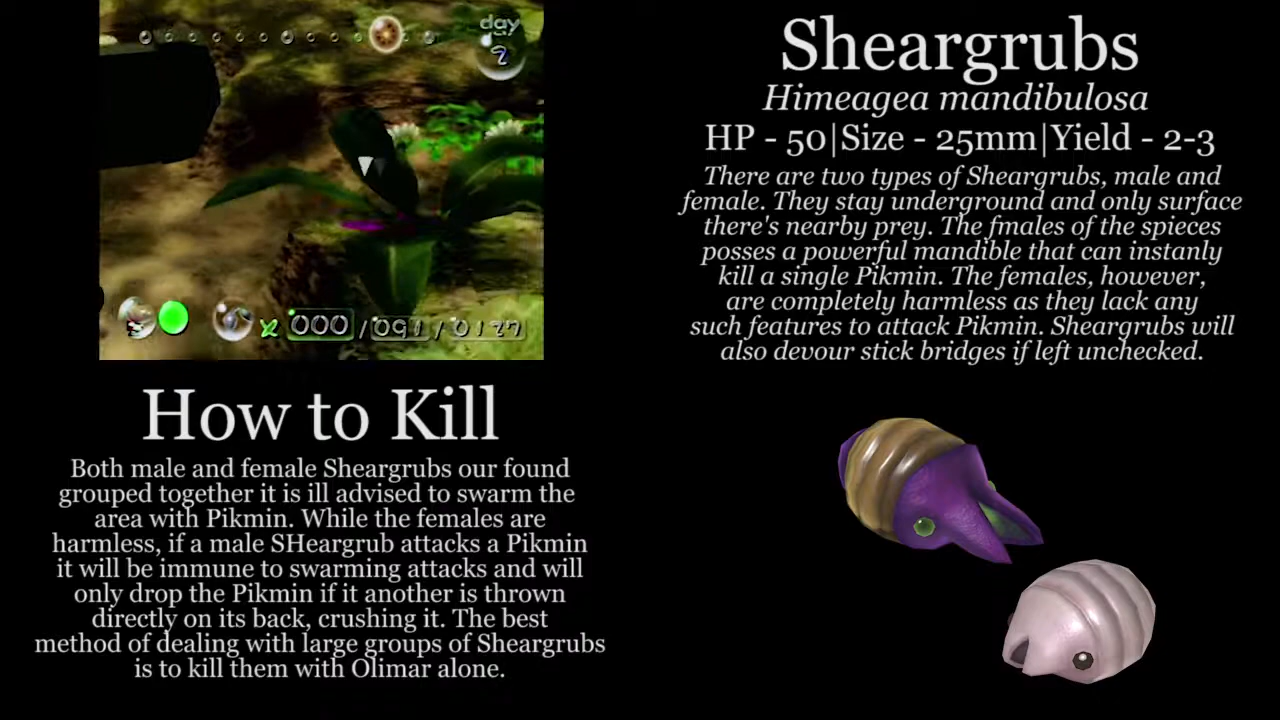 day
2
000 / 091 / 0127
How to Kill
Both male and female Sheargrubs our found
grouped together it is ill advised to swarm the
area with Pikmin. While the females are
harmless, if a male SHeargrub attacks a Pikmin
it will be immune to swarming attacks and will
only drop the Pikmin if it another is thrown
directly on its back, crushing it. The best
method of dealing with large groups of Sheargrubs
is to kill them with Olimar alone.
Sheargrubs
Himeagea mandibulosa
HP - 50|Size - 25mm|Yield - 2-3
There are two types of Sheargrubs, male and
female. They stay underground and only surface
there's nearby prey. The fmales of the spieces
posses a powerful mandible that can instanly
kill a single Pikmin. The females, however,
are completely harmless as they lack any
such features to attack Pikmin. Sheargrubs will
also devour stick bridges if left unchecked.